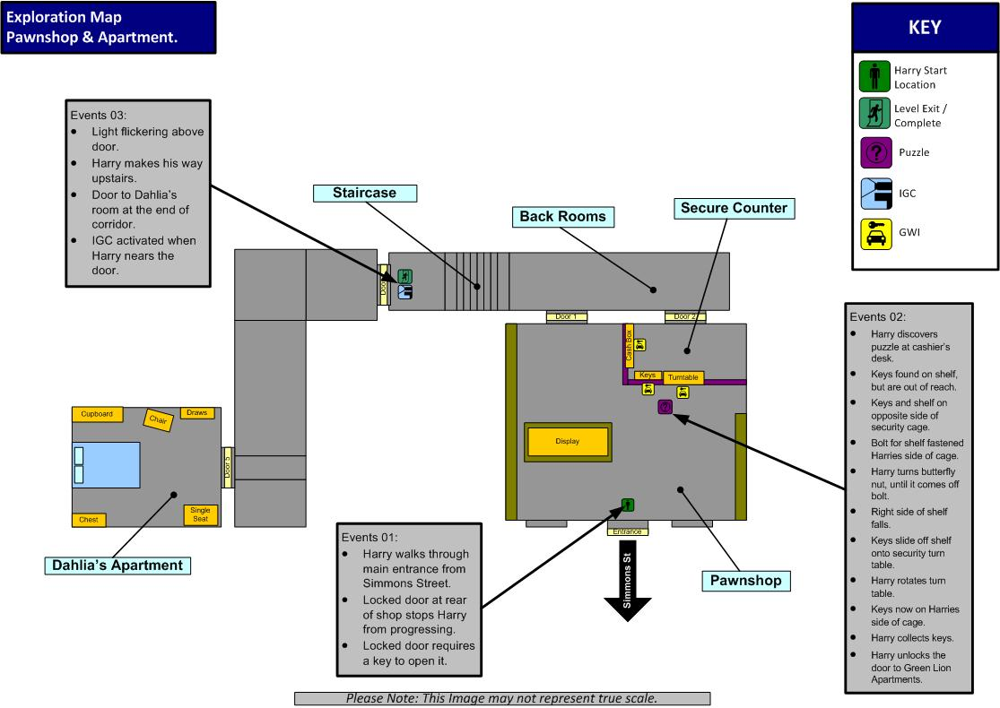 Exploration Map
Pawnshop & Apartment.
KEY
Harry Start
Location
Level Exit /
Complete
Puzzle
IGC
GWI
Events 03:
Light flickering above
door.
Harry makes his way
upstairs.
Door to Dahlia's
room at the end of
corridor.
IGC activated when
Harry nears the
door.
Staircase
Back Rooms
Secure Counter
Door 1
Door 2
Cash Box
Keys
Turntable
Display
Entrance
Simmons St
Pawnshop
Cupboard
Chair
Draws
Door 5
Chest
Single
Seat
Dahlia's Apartment
Events 01:
Harry walks through
main entrance from
Simmons Street.
Locked door at rear
of shop stops Harry
from progressing.
Locked door requires
a key to open it.
Events 02:
Harry discovers
puzzle at cashier's
desk.
Keys found on shelf,
but are out of reach.
Keys and shelf on
opposite side of
security cage.
Bolt for shelf fastened
Harries side of cage.
Harry turns butterfly
nut, until it comes off
bolt.
Right side of shelf
falls.
Keys slide off shelf
onto security turn
table.
Harry rotates turn
table.
Keys now on Harries
side of cage.
Harry collects keys.
Harry unlocks the
door to Green Lion
Apartments.
Please Note: This Image may not represent true scale.